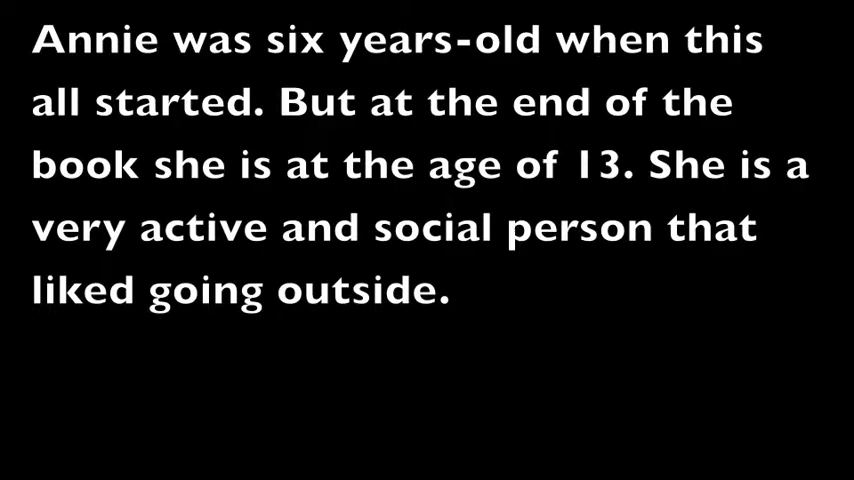 Annie was six years-old when this
all started. But at the end of the
book she is at the age of 13. She is a
very active and social person that
liked going outside.